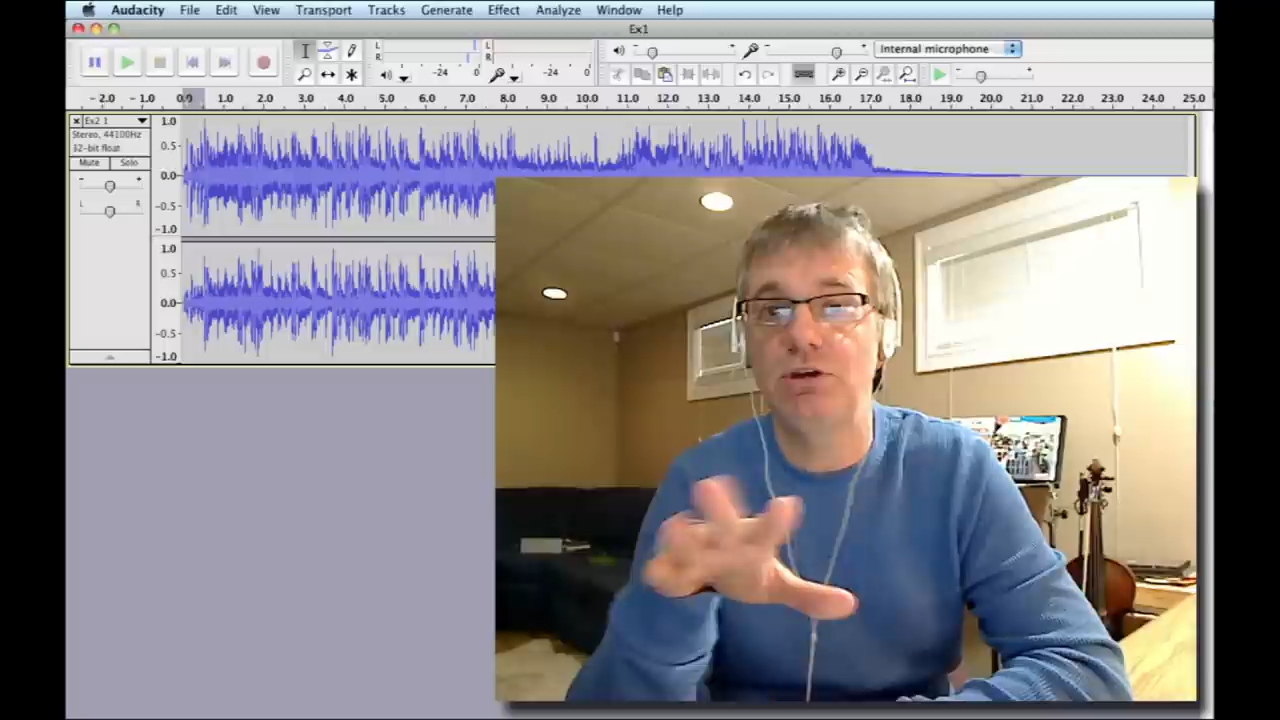 Audacity File Edit View Transport Tracks Generate Effect Analyze Window Help
Ex1
L R -24 0 L R -24 0 Internal microphone
-2.0 -1.0 0.0 1.0 2.0 3.0 4.0 5.0 6.0 7.0 8.0 9.0 10.0 11.0 12.0 13.0 14.0 15.0 16.0 17.0 18.0 19.0 20.0 21.0 22.0 23.0 24.0 25.0
Ex2 1
Stereo, 44100Hz
32-bit float
Mute Solo
- +
L R
1.0
0.5
0.0
-0.5
-1.0
1.0
0.5
0.0
-0.5
-1.0